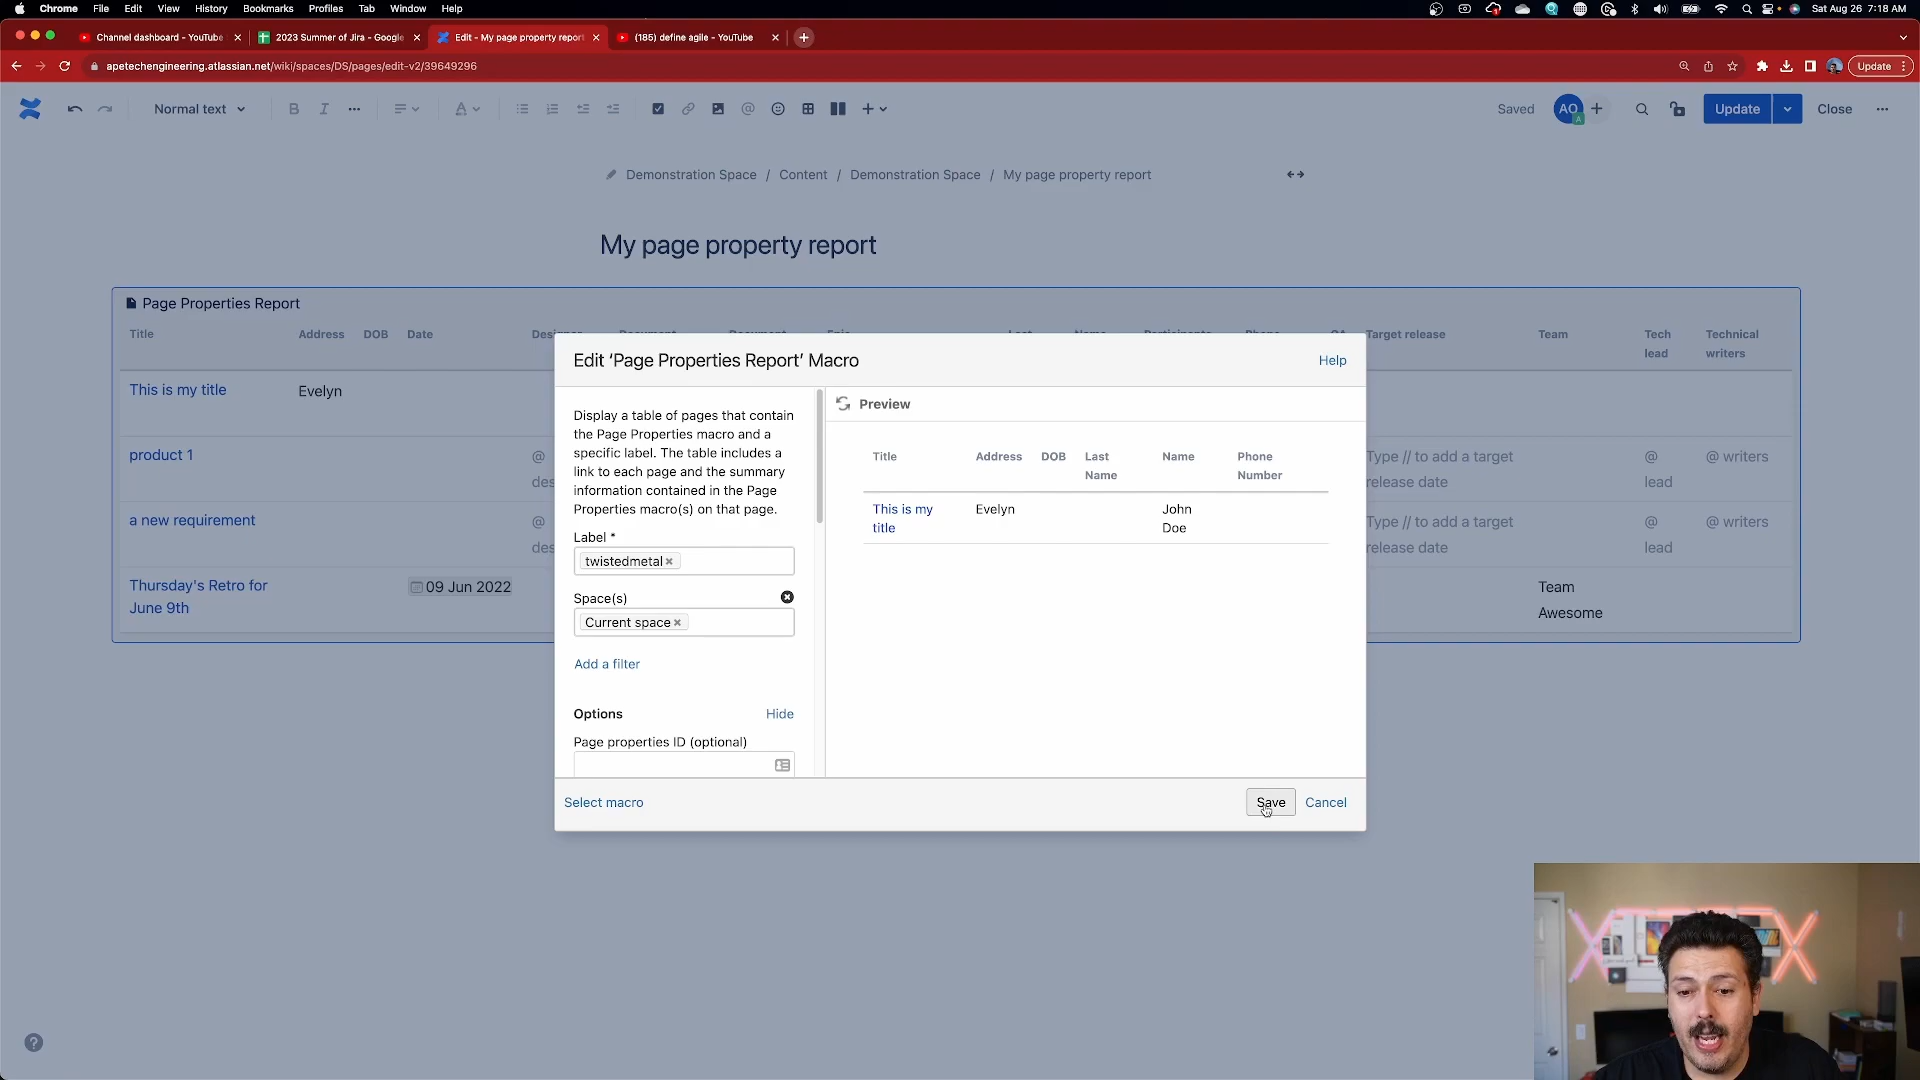 Chrome File Edit View History Bookmarks Profiles Tab Window Help Sat Aug 26 7:18 AM
Channel dashboard - YouTube 2023 Summer of Jira - Google Edit - My page property report (185) define agile - YouTube
apetechengineering.atlassian.net/wiki/spaces/DS/pages/edit-v2/39649296 Update
Normal text B I A @ Saved AO A Update Close
Demonstration Space / Content / Demonstration Space / My page property report
My page property report
Page Properties Report
Title Address DOB Date Target release Team Tech lead Technical writers
This is my title Evelyn
product 1 @ Type // to add a target release date @ lead @ writers
a new requirement @ Type // to add a target release date @ lead @ writers
Thursday's Retro for June 9th 09 Jun 2022 Team Awesome
Edit ‘Page Properties Report’ Macro Help
Display a table of pages that contain
the Page Properties macro and a
specific label. The table includes a
link to each page and the summary
information contained in the Page
Properties macro(s) on that page.
Label *
twistedmetal
Space(s)
Current space
Add a filter
Options Hide
Page properties ID (optional)
Preview
Title Address DOB Last Name Name Phone Number
This is my title Evelyn John Doe
Select macro Save Cancel
?